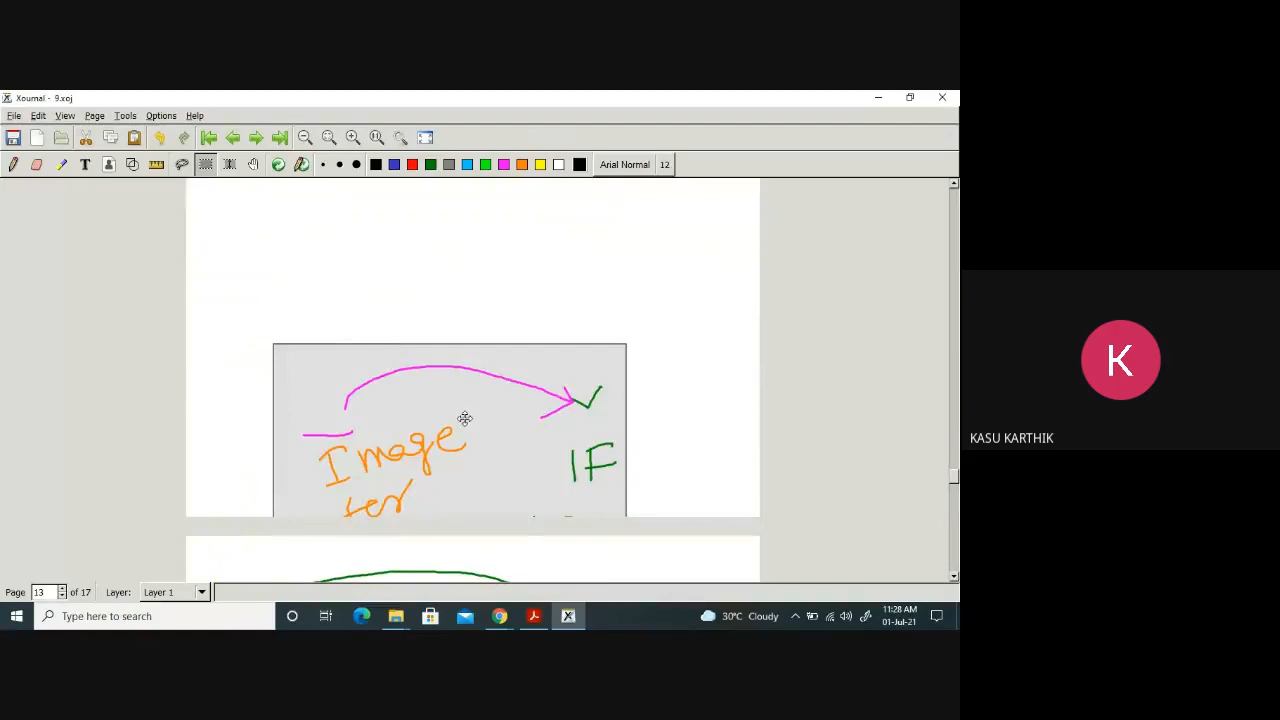 Xournal - 9.xoj
File Edit View Page Tools Options Help
Arial Normal 12
Image
ter
IF
Page 13 of 17 Layer: Layer 1
Type here to search
30°C Cloudy
11:28 AM
01-Jul-21
K
KASU KARTHIK